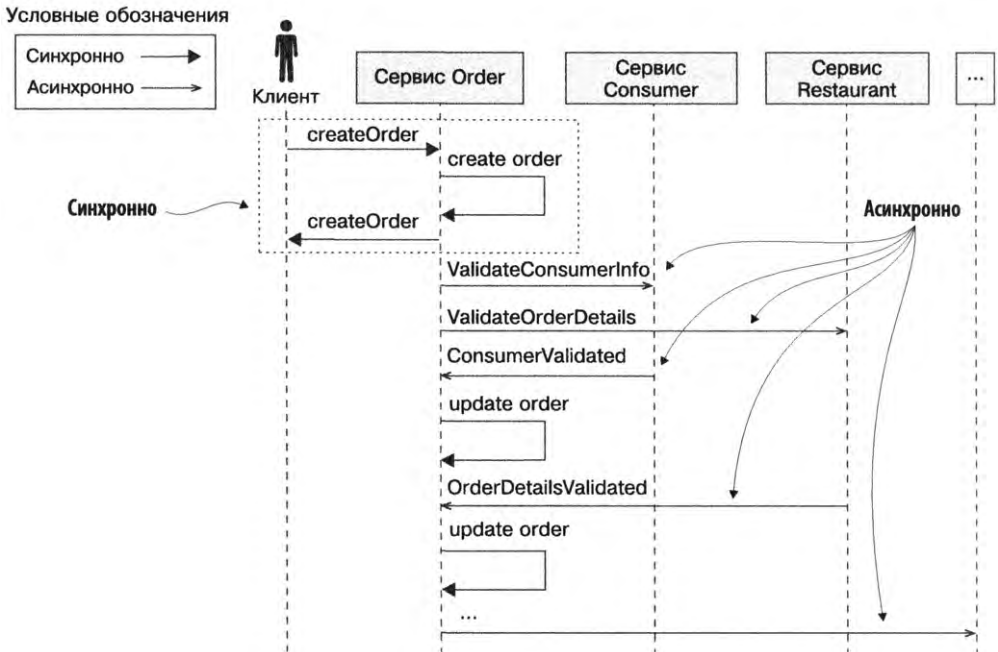 Условные обозначения
Синхронно
Асинхронно
Клиент
Сервис Order
Сервис
Consumer
Сервис
Restaurant
...
createOrder
create order
Синхронно
createOrder
Асинхронно
ValidateConsumerInfo
ValidateOrderDetails
ConsumerValidated
update order
OrderDetailsValidated
update order
...